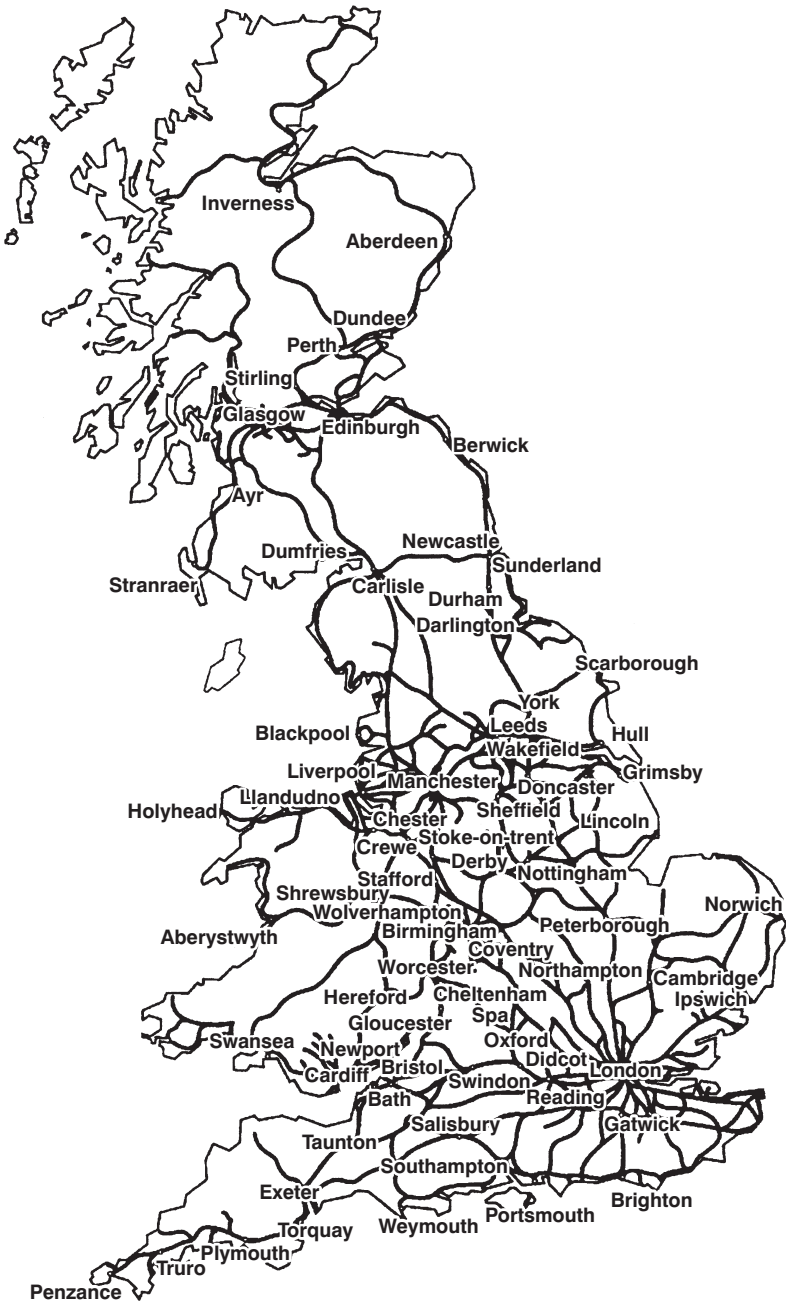 Inverness
Aberdeen
Dundee
Perth
Stirling
Glasgow
Edinburgh
Berwick
Ayr
Newcastle
Dumfries
Sunderland
Stranraer
Carlisle
Durham
Darlington
Scarborough
York
Leeds
Blackpool
Hull
Wakefield
Liverpool
Grimsby
Manchester
Doncaster
Llandudno
Holyhead
Sheffield
Chester
Lincoln
Stoke-on-trent
Crewe
Derby
Nottingham
Stafford
Shrewsbury
Norwich
Wolverhampton
Peterborough
Birmingham
Aberystwyth
Coventry
Worcester
Northampton
Cambridge
Hereford
Cheltenham
Spa
Ipswich
Gloucester
Oxford
Swansea
Newport
Didcot
Bristol
London
Cardiff
Swindon
Bath
Reading
Salisbury
Gatwick
Taunton
Southampton
Exeter
Brighton
Portsmouth
Weymouth
Torquay
Plymouth
Truro
Penzance